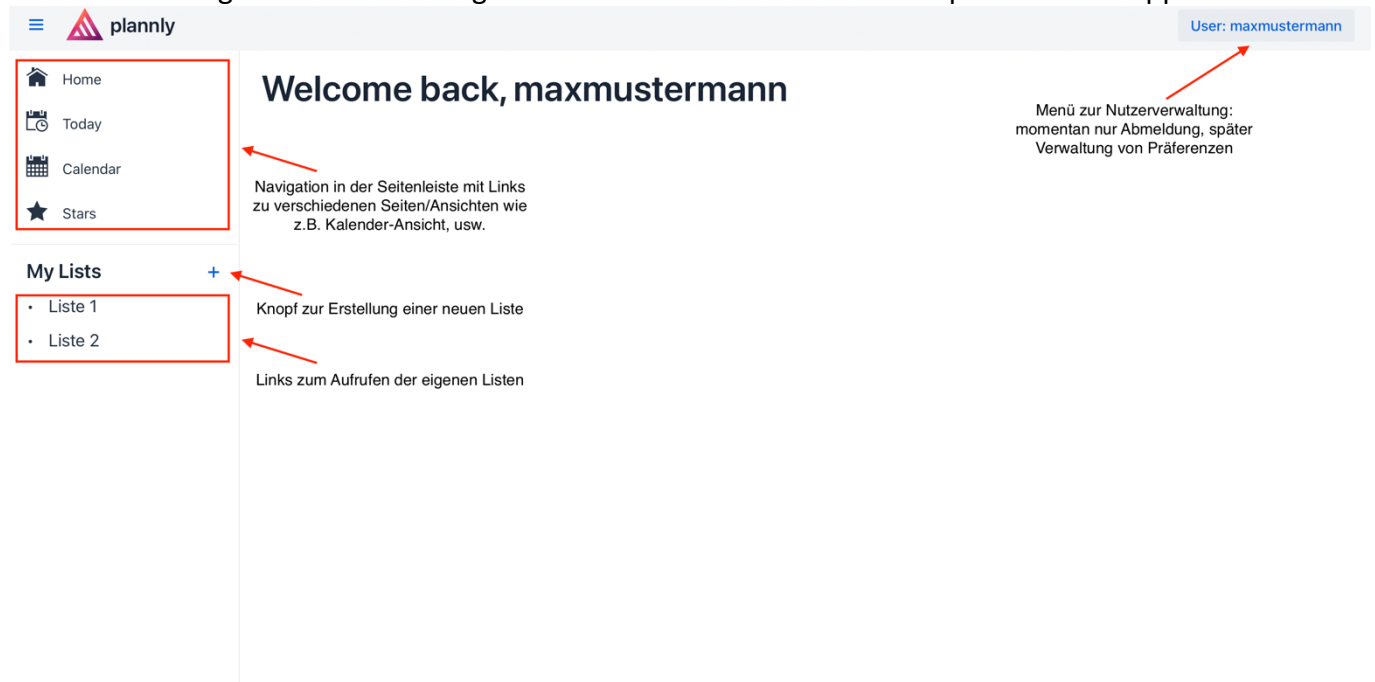 plannly
User: maxmustermann
Home
Today
Calendar
Stars
Welcome back, maxmustermann
Menü zur Nutzerverwaltung:
momentan nur Abmeldung, später
Verwaltung von Präferenzen
Navigation in der Seitenleiste mit Links
zu verschiedenen Seiten/Ansichten wie
z.B. Kalender-Ansicht, usw.
My Lists +
• Liste 1
• Liste 2
Knopf zur Erstellung einer neuen Liste
Links zum Aufrufen der eigenen Listen